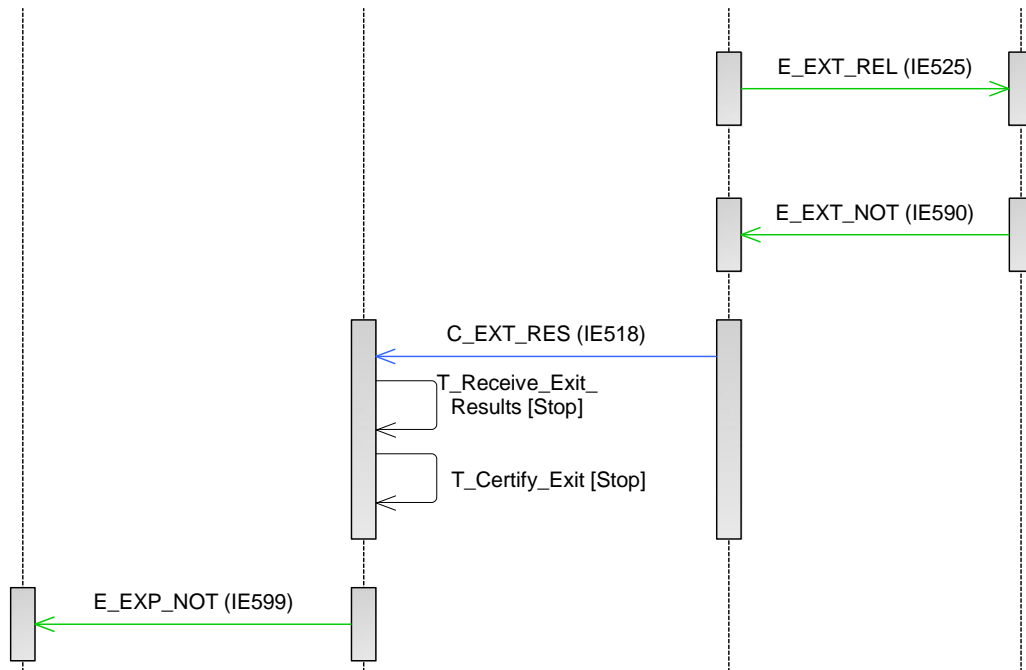 E_EXT_REL (IE525)
E_EXT_NOT (IE590)
C_EXT_RES (IE518)
T_Receive_Exit_
Results [Stop]
T_Certify_Exit [Stop]
E_EXP_NOT (IE599)